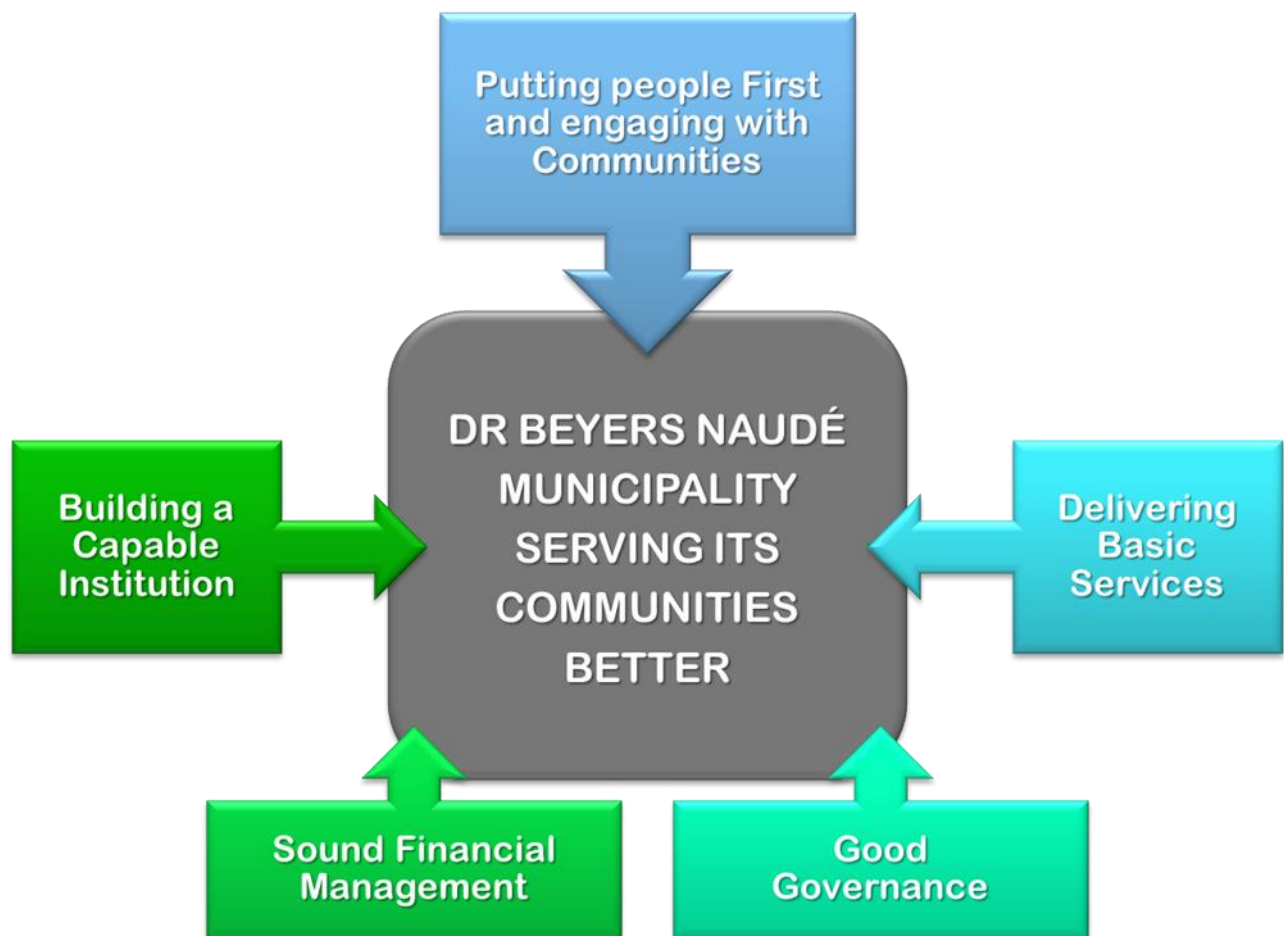 Putting people First
and engaging with
Communities
DR BEYERS NAUDÉ
MUNICIPALITY
SERVING ITS
COMMUNITIES
BETTER
Building a
Capable
Institution
Delivering
Basic
Services
Sound Financial
Management
Good
Governance